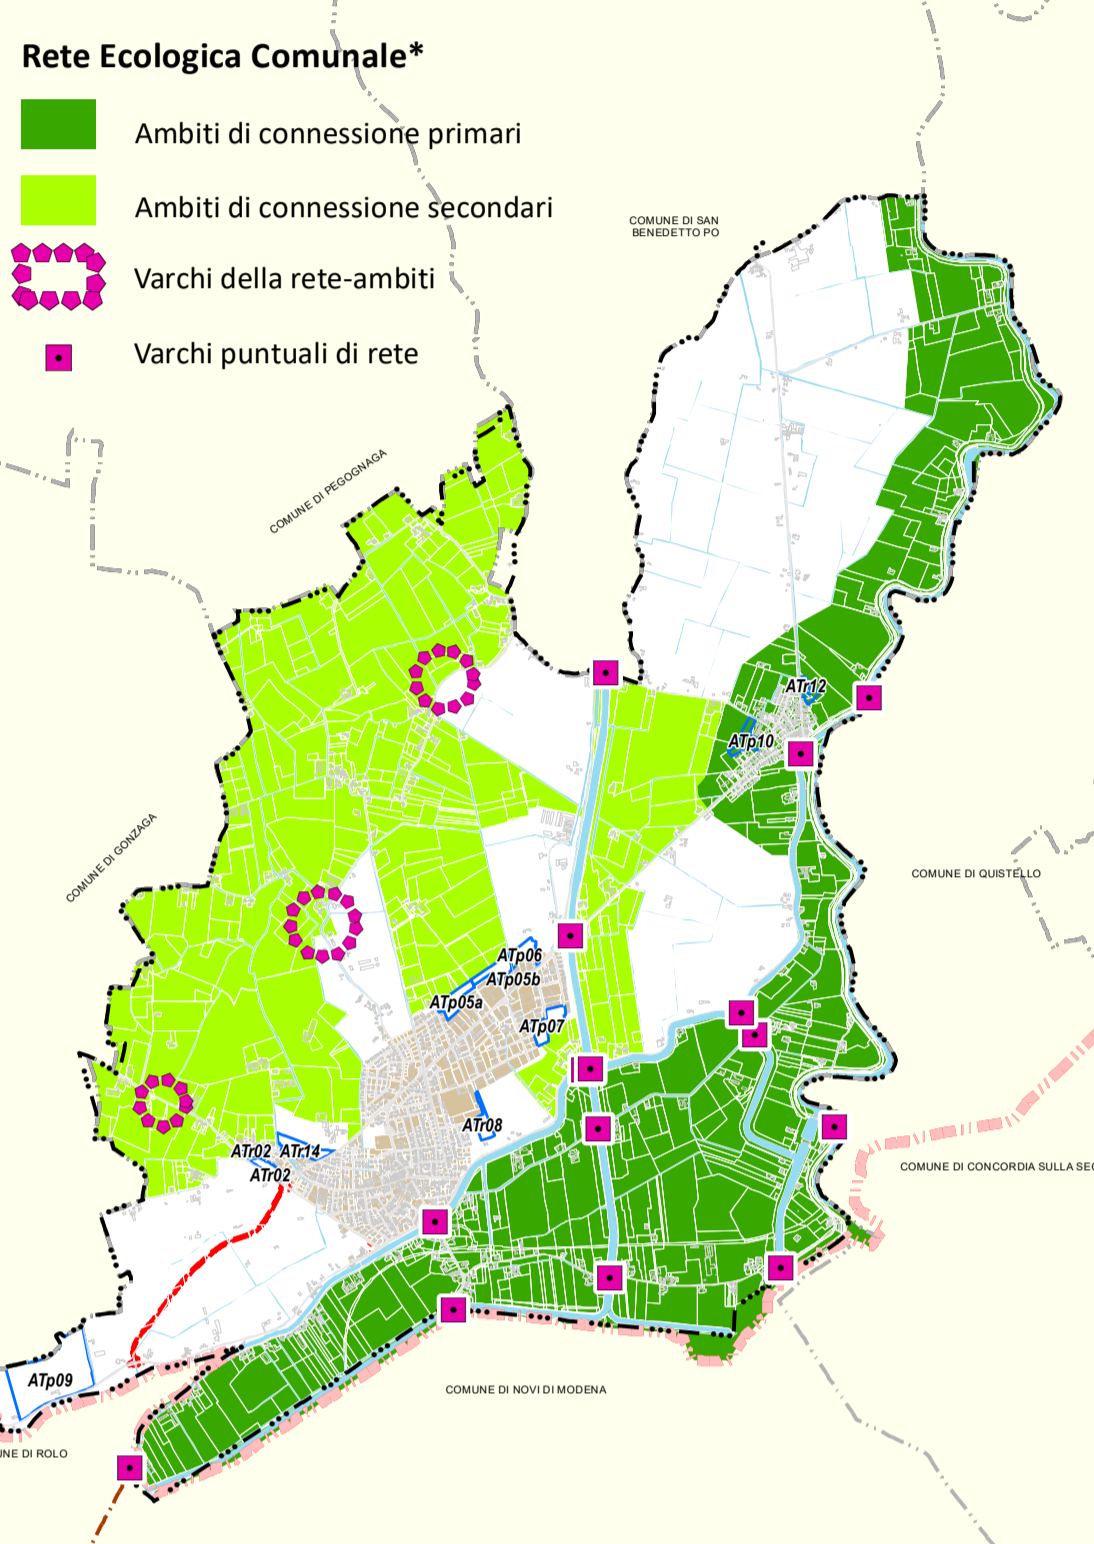 Rete Ecologica Comunale*
Ambiti di connessione primari
Ambiti di connessione secondari
Varchi della rete-ambiti
Varchi puntuali di rete
COMUNE DI SAN
BENEDETTO PO
COMUNE DI PEGOGNAGA
COMUNE DI GONZAGA
ATr12
ATp10
COMUNE DI QUISTELLO
ATp06
ATp05b
ATp05a
ATp07
ATr08
ATr02
ATr14
ATr02
COMUNE DI CONCORDIA SULLA SEC
ATp09
COMUNE DI NOVI DI MODENA
NE DI ROLO